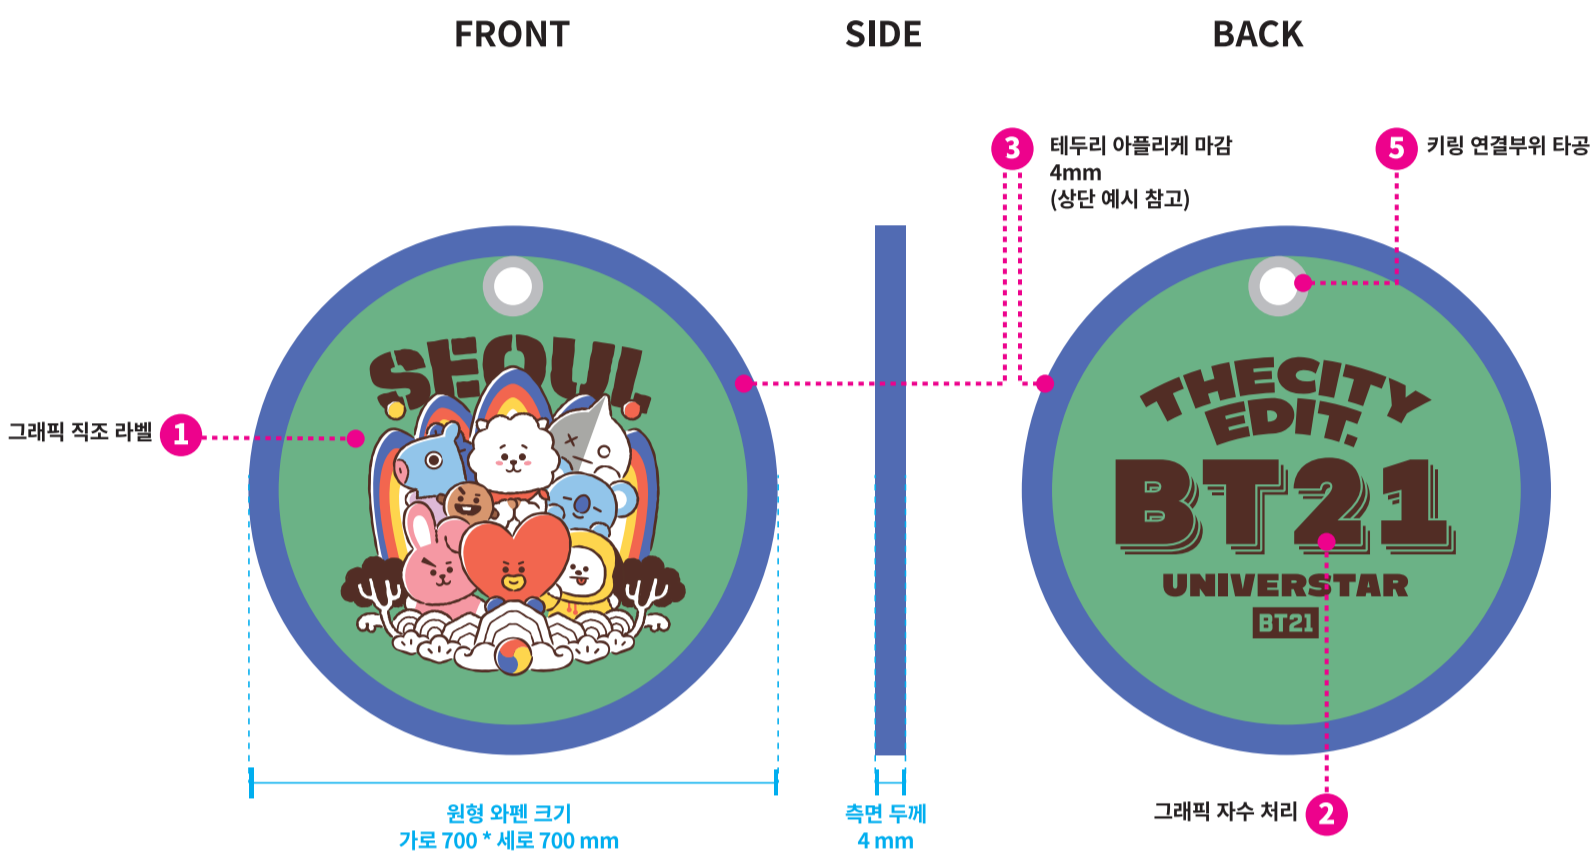 FRONT
SIDE
BACK
3
테두리 아플리케 마감
4mm
(상단 예시 참고)
5
키링 연결부위 타공
SEOUL
그래픽 직조 라벨
1
THE CITY
EDIT.
BT21
UNIVERSTAR
BT21
원형 와펜 크기
가로 700 * 세로 700 mm
측면 두께
4 mm
그래픽 자수 처리
2